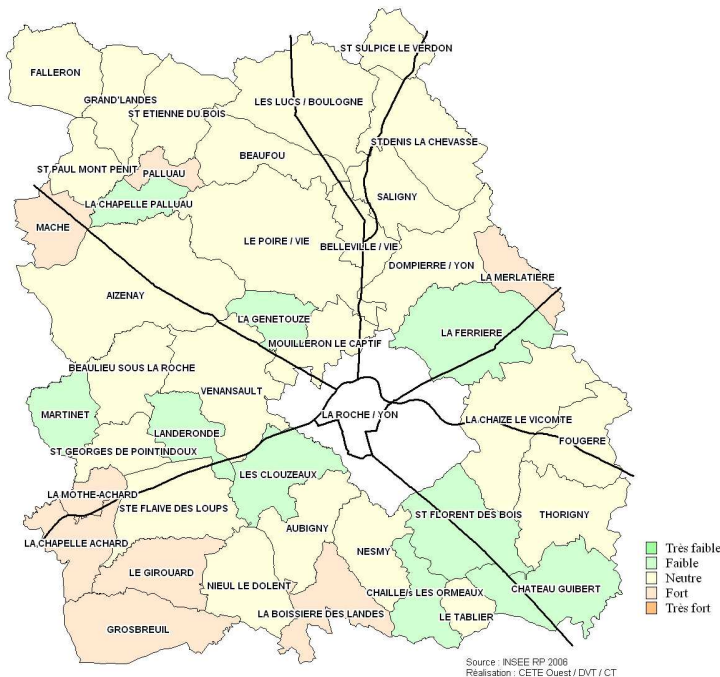 ST SULPICE LE VERDON
FALLERON
GRAND'LANDES
LES LUCS / BOULOGNE
ST ETIENNE DU BOIS
ST DENIS LA CHEVASSE
BEAUFOU
ST PAUL MONT PENIT
PALLUAU
SALIGNY
LA CHAPELLE PALLUAU
MACHE
LE POIRE / VIE
BELLEVILLE / VIE
DOMPIERRE / YON
LA MERLATIERE
AIZENAY
LA GENETOUZE
LA FERRIERE
MOUILLERON LE CAPTIF
BEAULIEU SOUS LA ROCHE
VENANSAULT
MARTINET
LA ROCHE / YON
LA CHAIZE LE VICOMTE
LANDERONDE
FOUGERE
ST GEORGES DE POINTINDOUX
LES CLOUZEAUX
LA MOTHE-ACHARD
STE FLAIVE DES LOUPS
ST FLORENT DES BOIS
THORIGNY
AUBIGNY
LA CHAPELLE ACHARD
NESMY
LE GIROUARD
NIEUL LE DOLENT
CHAILLE/s LES ORMEAUX
CHATEAU GUIBERT
LA BOISSIERE DES LANDES
LE TABLIER
GROSBREUIL
Très faible
Faible
Neutre
Fort
Très fort
Source : INSEE RP 2006
Réalisation : CETE Ouest / DVT / CT